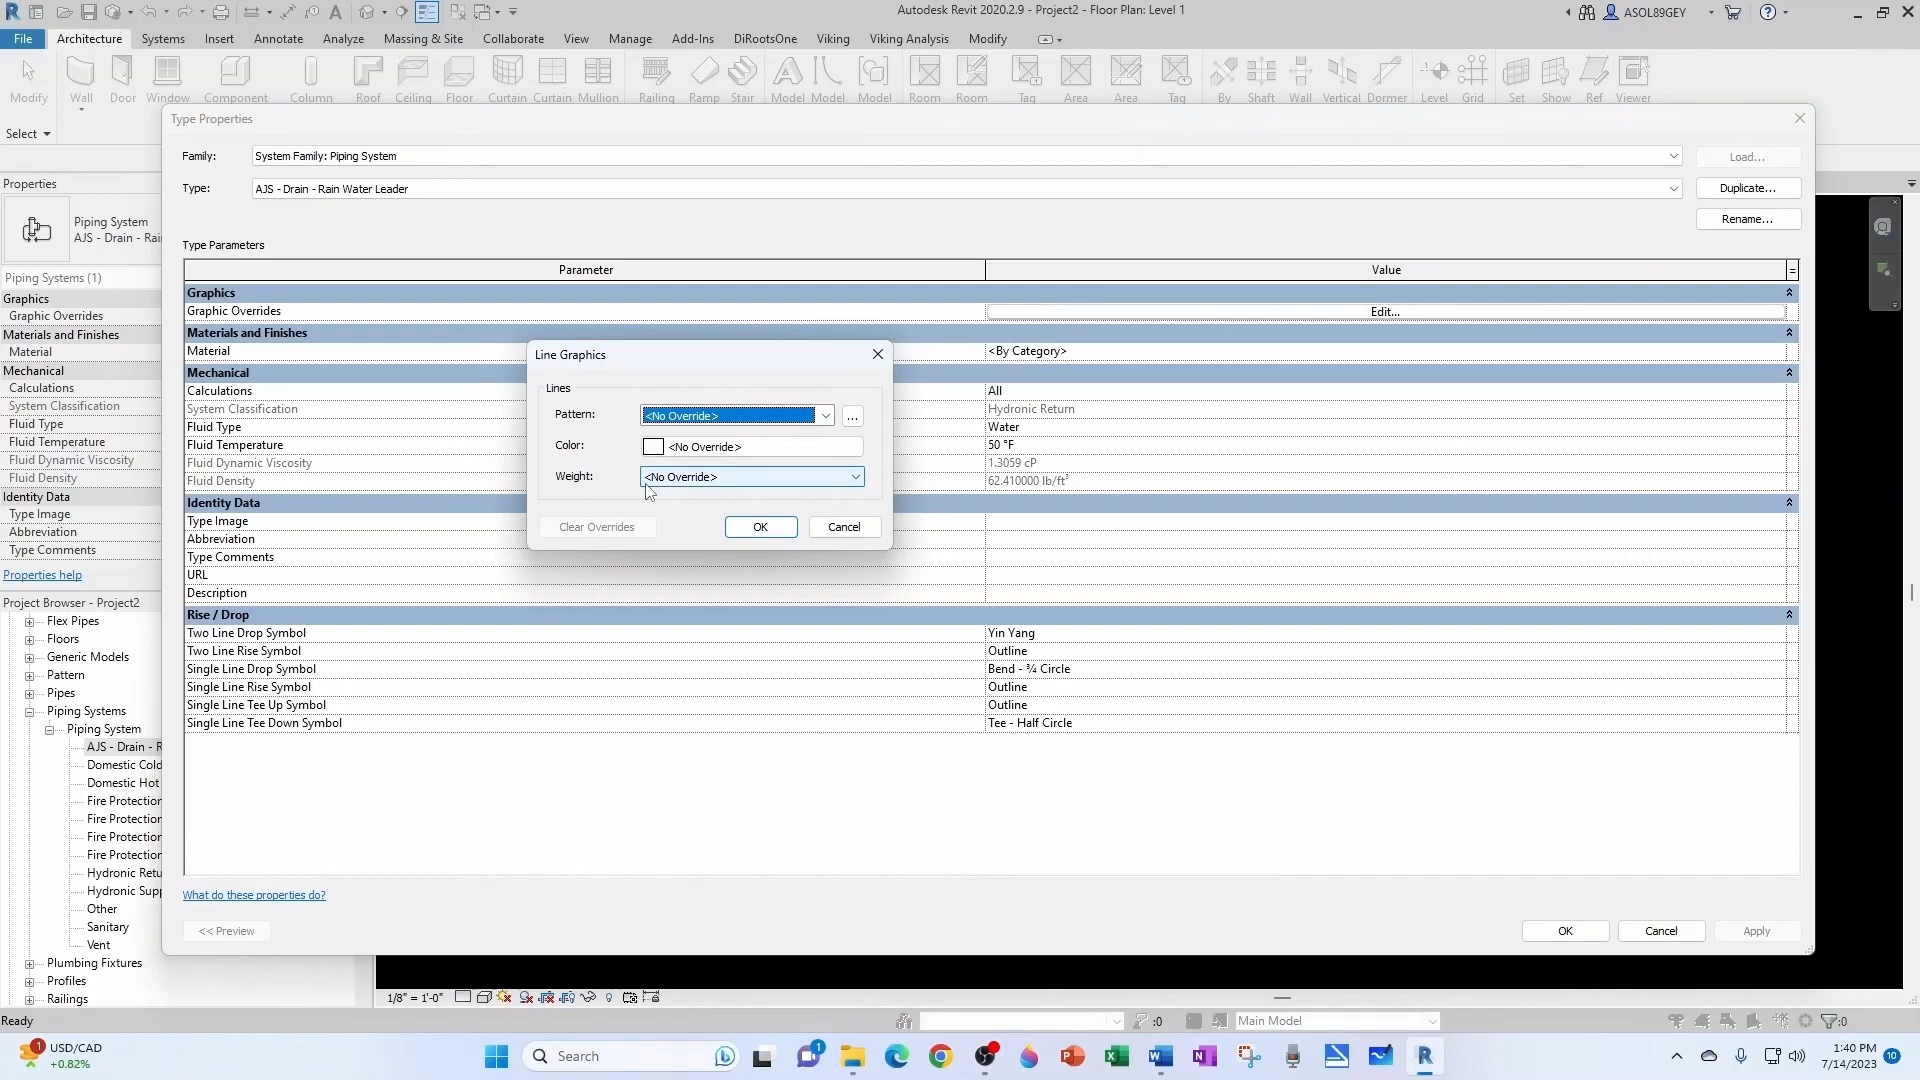 Autodesk Revit 2020.2.9 - Project2 - Floor Plan: Level 1
ASOL89GEY
File Architecture Systems Insert Annotate Analyze Massing & Site Collaborate View Manage Add-Ins DiRootsOne Viking Viking Analysis Modify
Modify Wall Door Window Component Column Roof Ceiling Floor Curtain Curtain Mullion Railing Ramp Stair Model Model Model Room Room Tag Area Area Tag By Shaft Wall Vertical Dormer Level Grid Set Show Ref Viewer
Select
Type Properties
Family: System Family: Piping System Load...
Type: AJS - Drain - Rain Water Leader Duplicate...
Rename...
Type Parameters
Parameter Value =
Graphics
Graphic Overrides Edit...
Materials and Finishes
Material <By Category>
Mechanical
Calculations All
System Classification Hydronic Return
Fluid Type Water
Fluid Temperature 50 °F
Fluid Dynamic Viscosity 1.3059 cP
Fluid Density 62.410000 lb/ft³
Identity Data
Type Image
Abbreviation
Type Comments
URL
Description
Rise / Drop
Two Line Drop Symbol Yin Yang
Two Line Rise Symbol Outline
Single Line Drop Symbol Bend - ¾ Circle
Single Line Rise Symbol Outline
Single Line Tee Up Symbol Outline
Single Line Tee Down Symbol Tee - Half Circle
What do these properties do?
<< Preview OK Cancel Apply
Line Graphics
Lines
Pattern: <No Override> ...
Color: <No Override>
Weight: <No Override>
Clear Overrides OK Cancel
Properties
Piping System
AJS - Drain - Rai
Piping Systems (1)
Graphics
Graphic Overrides
Materials and Finishes
Material
Mechanical
Calculations
System Classification
Fluid Type
Fluid Temperature
Fluid Dynamic Viscosity
Fluid Density
Identity Data
Type Image
Abbreviation
Type Comments
Properties help
Project Browser - Project2
Flex Pipes
Floors
Generic Models
Pattern
Pipes
Piping Systems
Piping System
AJS - Drain - R
Domestic Cold
Domestic Hot
Fire Protection
Fire Protection
Fire Protection
Fire Protection
Hydronic Retu
Hydronic Supp
Other
Sanitary
Vent
Plumbing Fixtures
Profiles
Railings
1/8" = 1'-0"
Ready :0 Main Model :0
1 USD/CAD
+0.82%
Search
1
1:40 PM
7/14/2023
10